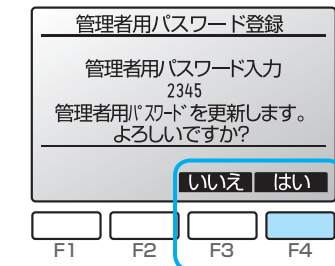 管理者用パスワード登録
管理者用パスワード入力
2345
管理者用パスワードを更新します。
よろしいですか?
いいえ はい
F1 F2 F3 F4